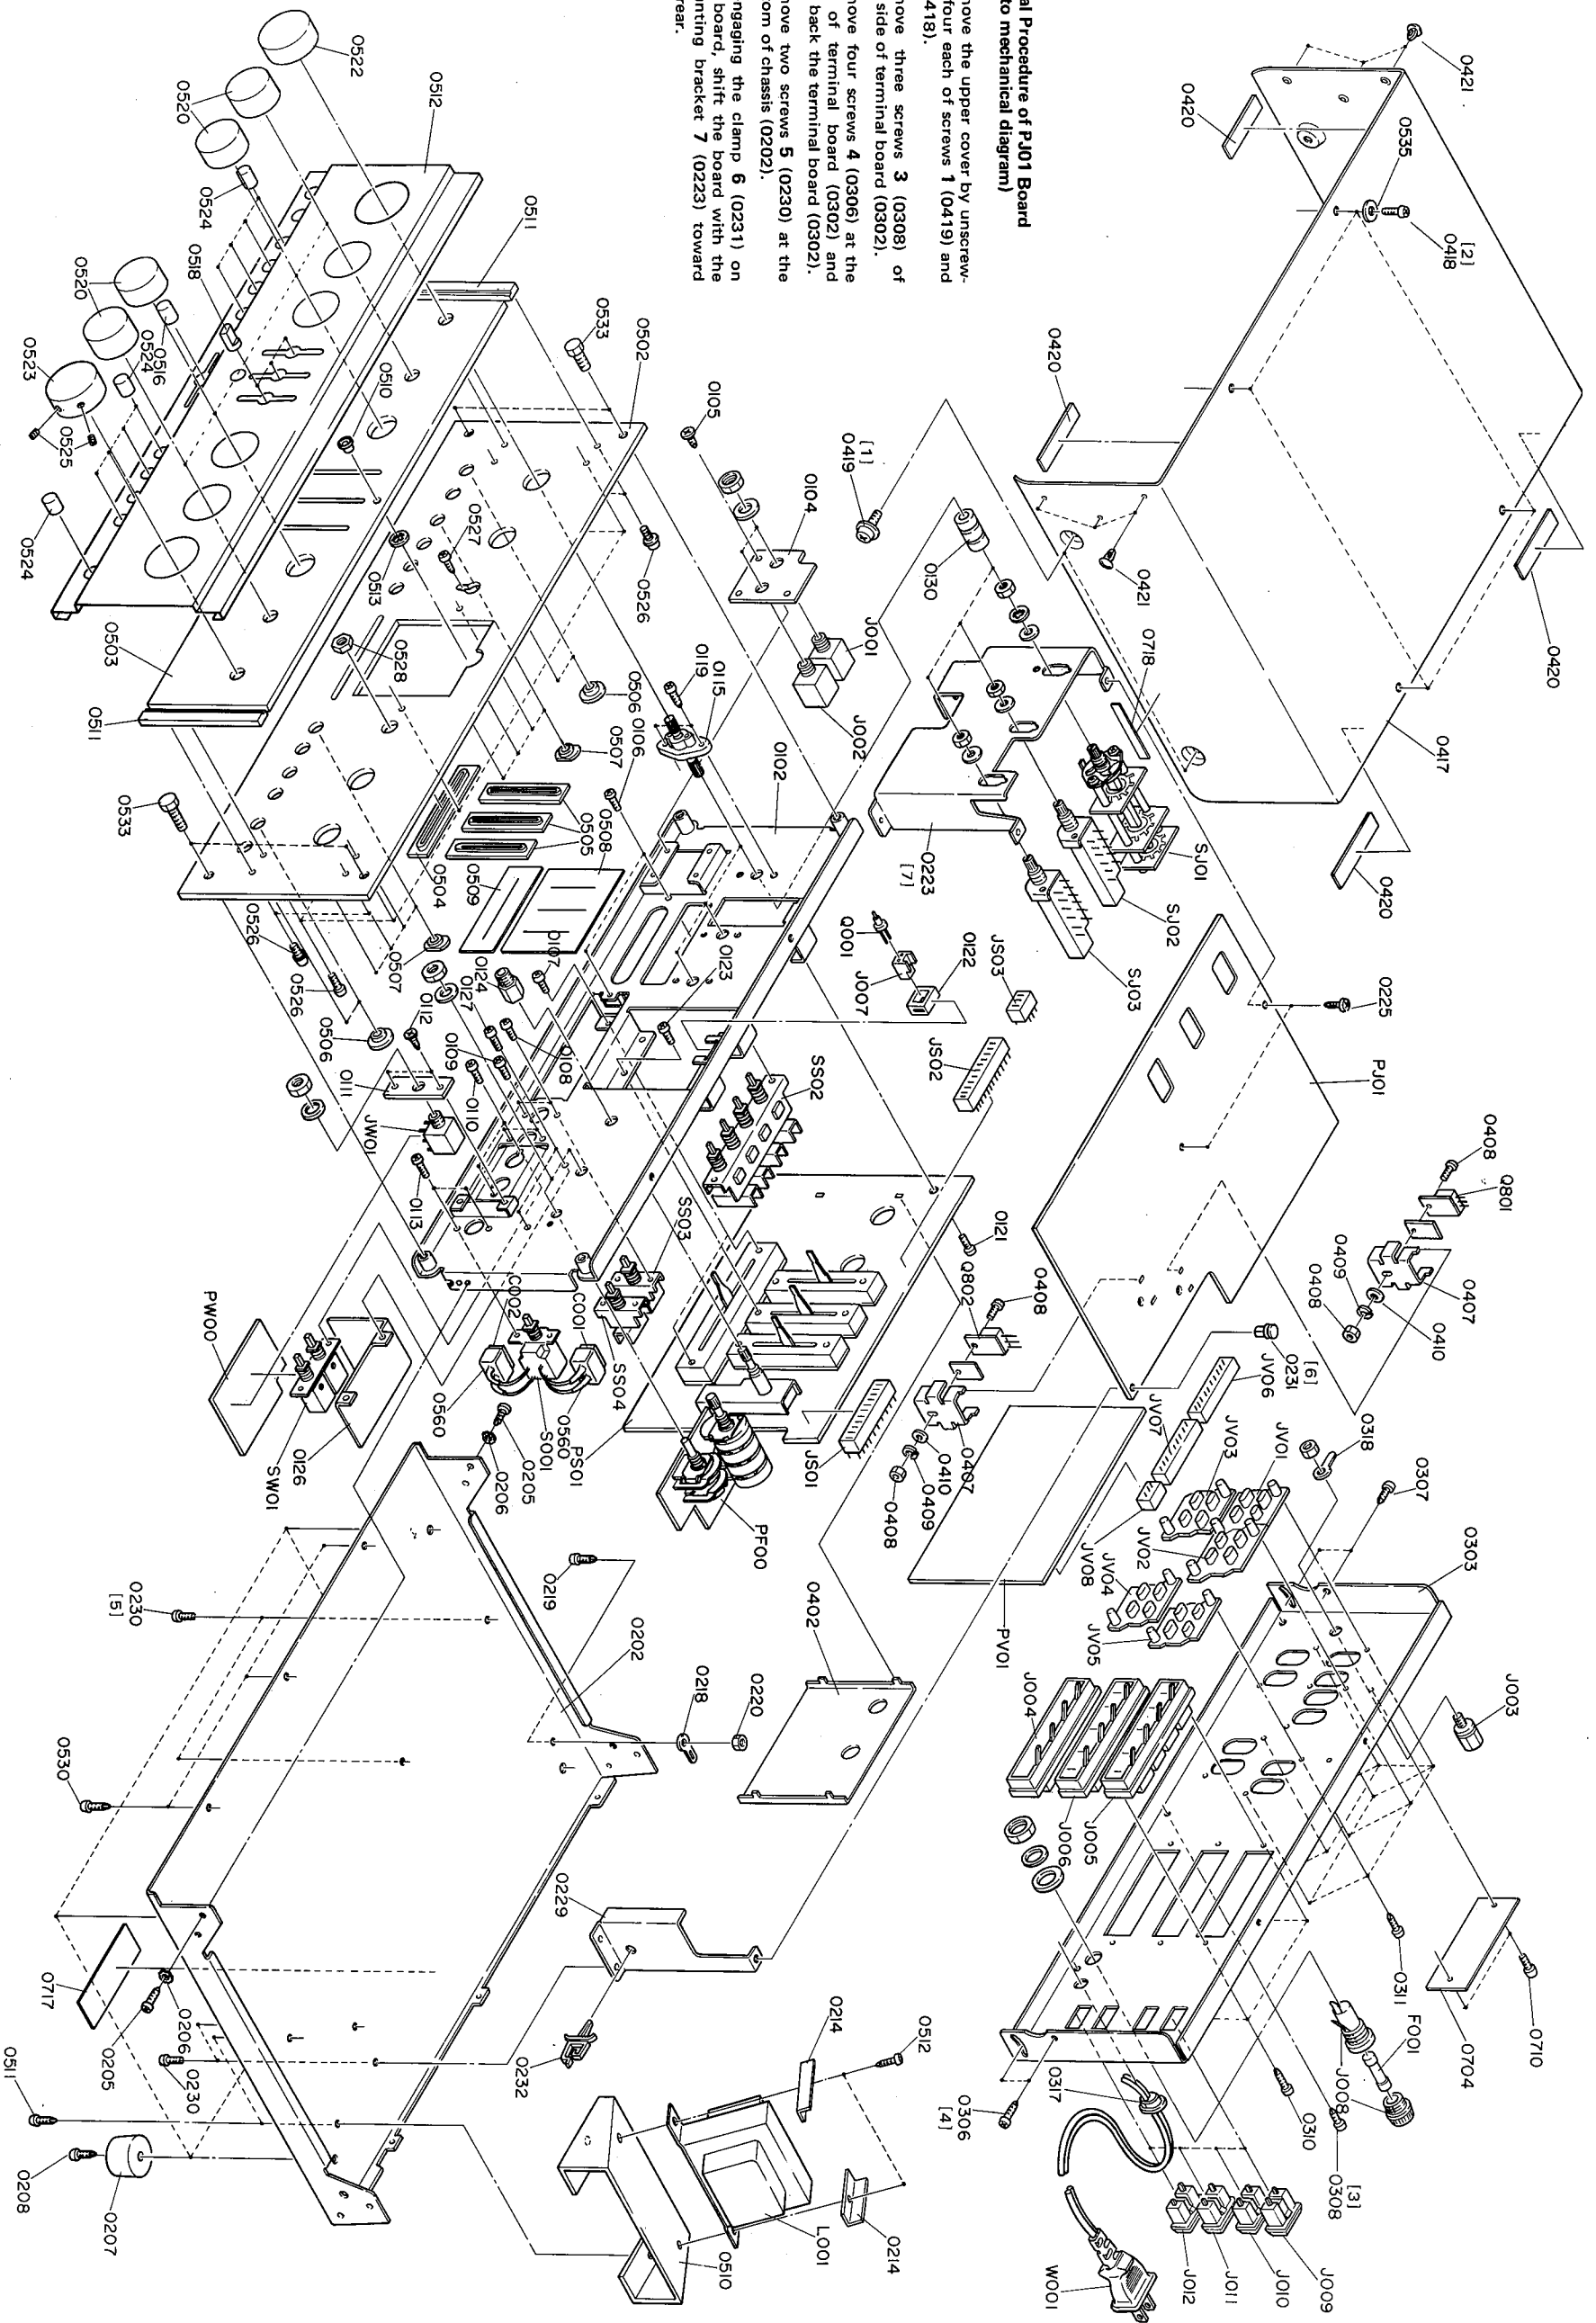 al Procedure of PJ01 Board
to mechanical diagram)
nove the upper cover by unscrew-
four each of screws 1 (0419) and
418).
nove three screws 3 (0308) of
side of terminal board (0302).
nove four screws 4 (0306) at the
of terminal board (0302) and
back the terminal board (0302).
nove two screws 5 (0230) at the
om of chassis (0202).
ngaging the clamp 6 (0231) on
board, shift the board with the
unting bracket 7 (0223) toward
rear.
0421
0420
0535
[2]
0418
0420
0420
0417
0420
0421
[1]
0419
0522
0520
0512
0524
0518
0511
0520
0516
0524
0523
0525
0524
0510
0533
0502
0105
0104
0130
0718
J001
J002
0526
0527
0513
0528
0503
0511
0506
0507
0119
0115
0106
0102
0223
[7]
SJ01
SJ02
SJ03
0225
PJ01
0533
0504
0505
0508
0509
0107
0123
Q001
J007
0122
JS03
JS02
SS02
0526
0526
0507
0506
0124
0127
0112
0109
0108
0111
0110
JW01
0113
SS03
0121
Q802
0408
0408
Q801
0409
0408
0407
0410
[6]
0231
JV06
JV07
JV03
JV01
0318
0307
0303
JV02
JV08
JV04
JV05
PV01
PW00
SW01
0126
C002
C001
SS04
0560
S001
0560
PS01
0205
0206
JS01
0407
0410
0409
0408
PF00
0402
J004
J006
J005
J003
0219
0202
0218
0220
0230
[5]
0530
0229
0232
0717
0206
0205
0230
0511
0208
0207
0214
0512
0510
L001
0214
0306
[4]
0317
0311
0704
0710
F001
J008
0310
[3]
0308
W001
J012
J011
J010
J009